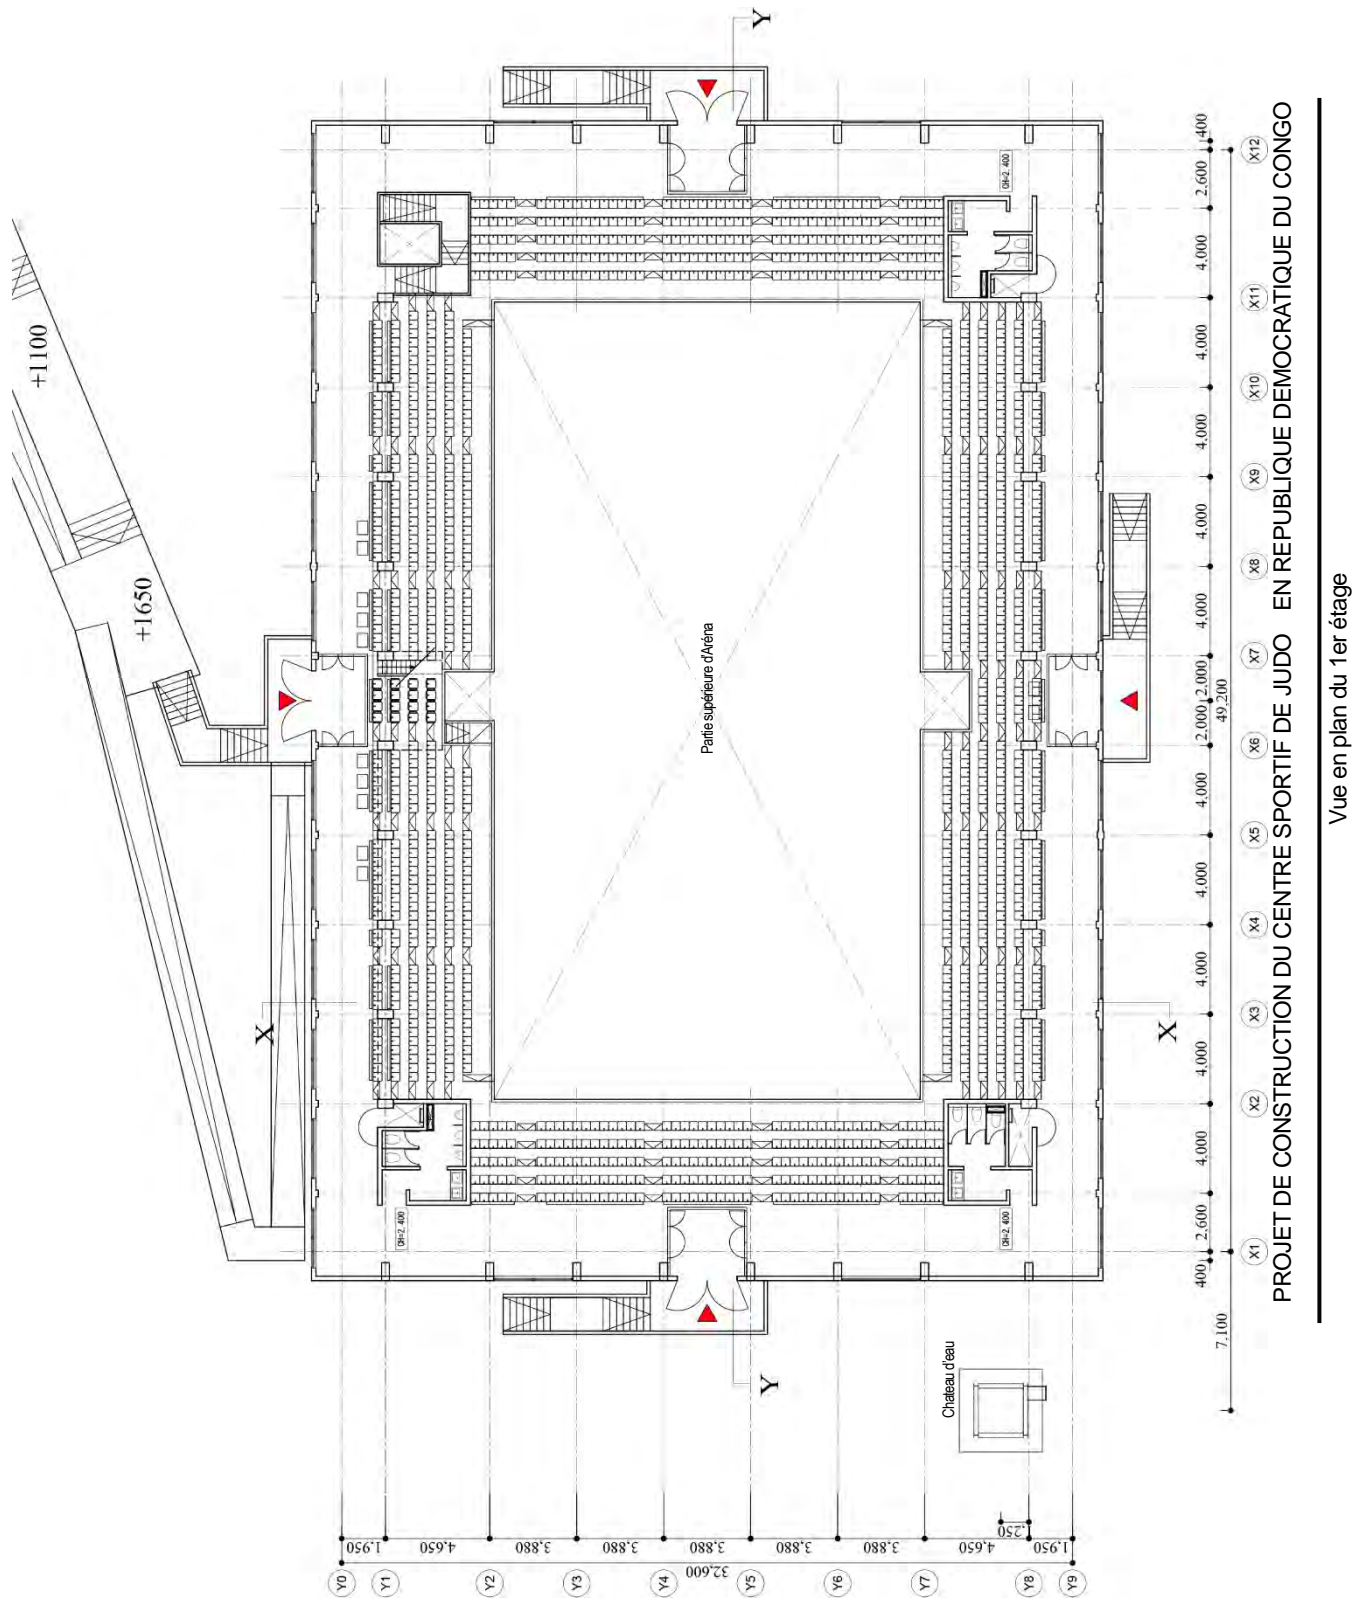 PROJET DE CONSTRUCTION DU CENTRE SPORTIF DE JUDO EN REPUBLIQUE DEMOCRATIQUE DU CONGO
Vue en plan du 1er étage
+1100
+1650
X
X
Y
Y
Partie supérieure d'Aréna
Chateau d'eau
CH=2,400
CH=2,400
CH=2,400
400
2.600
4.000
4.000
4.000
4.000
4.000
4.000
2.000
2.000
4.000
4.000
4.000
4.000
4.000
2.600
400
7.100
49,200
X1
X2
X3
X4
X5
X6
X7
X8
X9
X10
X11
X12
1,950
4,650
3,880
3,880
3,880
3,880
3,880
4,650
1,950
1,250
32,600
Y0
Y1
Y2
Y3
Y4
Y5
Y6
Y7
Y8
Y9